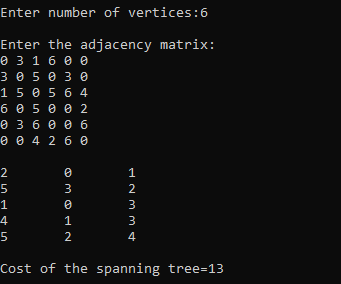 Enter number of vertices:6
Enter the adjacency matrix:
0 3 1 6 0 0
3 0 5 0 3 0
1 5 0 5 6 4
6 0 5 0 0 2
0 3 6 0 0 6
0 0 4 2 6 0
2 0 1
5 3 2
1 0 3
4 1 3
5 2 4
Cost of the spanning tree=13